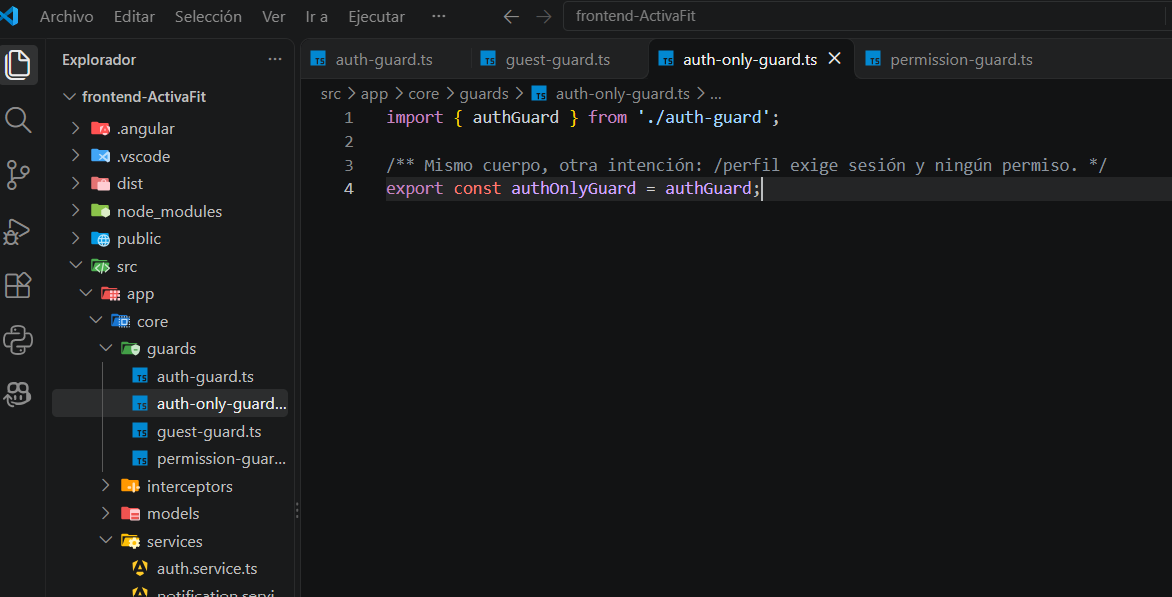 Archivo Editar Selección Ver Ir a Ejecutar ··· frontend-ActivaFit
Explorador ···
frontend-ActivaFit
.angular
.vscode
dist
node_modules
public
src
app
core
guards
auth-guard.ts
auth-only-guard...
guest-guard.ts
permission-guar...
interceptors
models
services
auth.service.ts
notification.servi...
auth-guard.ts guest-guard.ts auth-only-guard.ts permission-guard.ts
src > app > core > guards > auth-only-guard.ts > ...
1 import { authGuard } from './auth-guard';
2
3 /** Mismo cuerpo, otra intención: /perfil exige sesión y ningún permiso. */
4 export const authOnlyGuard = authGuard;